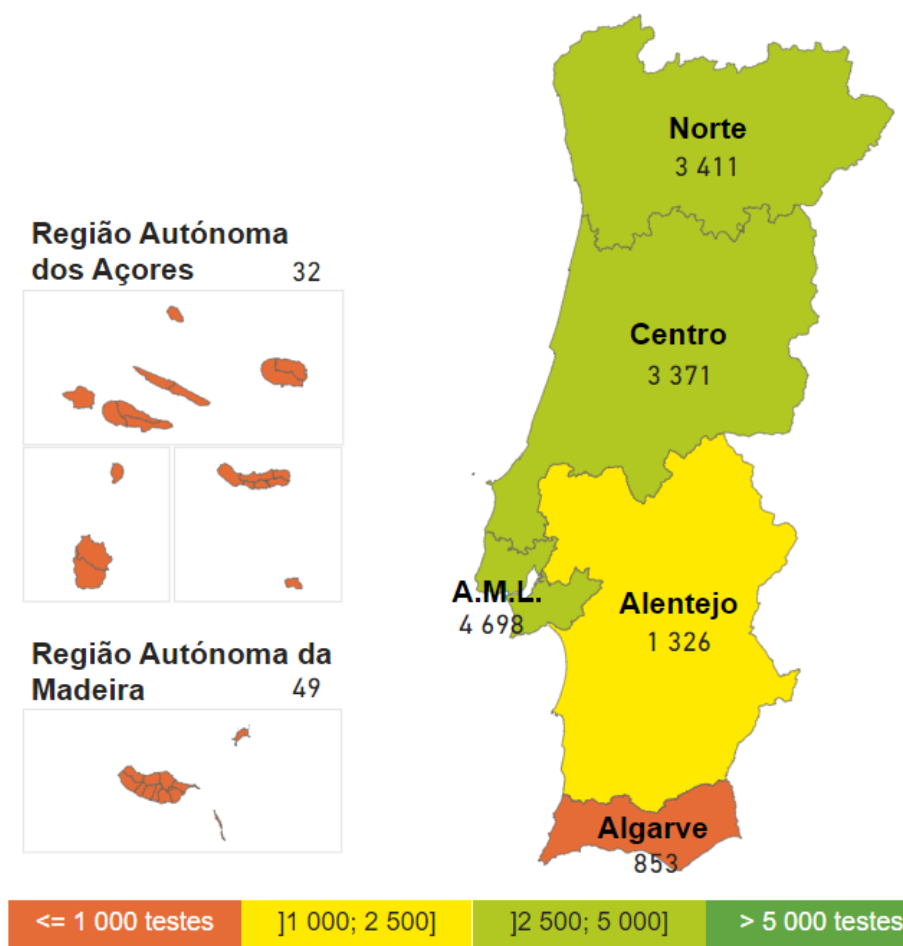 Norte
3 411
Região Autónoma
dos Açores 32
Centro
3 371
A.M.L.
4 698
Alentejo
1 326
Região Autónoma da
Madeira 49
Algarve
853
<= 1 000 testes ]1 000; 2 500] ]2 500; 5 000] > 5 000 testes